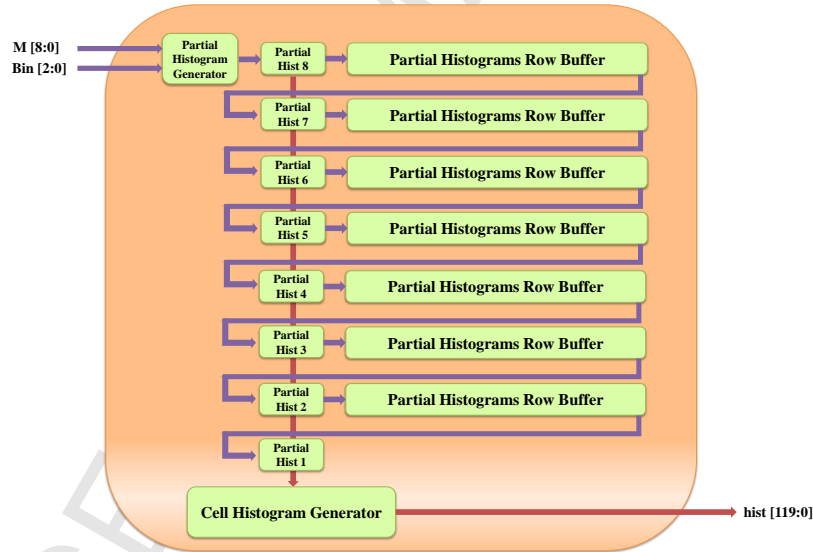 M [8:0]
Bin [2:0]
Partial
Histogram
Generator
Partial
Hist 8
Partial Histograms Row Buffer
Partial
Hist 7
Partial Histograms Row Buffer
Partial
Hist 6
Partial Histograms Row Buffer
Partial
Hist 5
Partial Histograms Row Buffer
Partial
Hist 4
Partial Histograms Row Buffer
Partial
Hist 3
Partial Histograms Row Buffer
Partial
Hist 2
Partial Histograms Row Buffer
Partial
Hist 1
Cell Histogram Generator
hist [119:0]